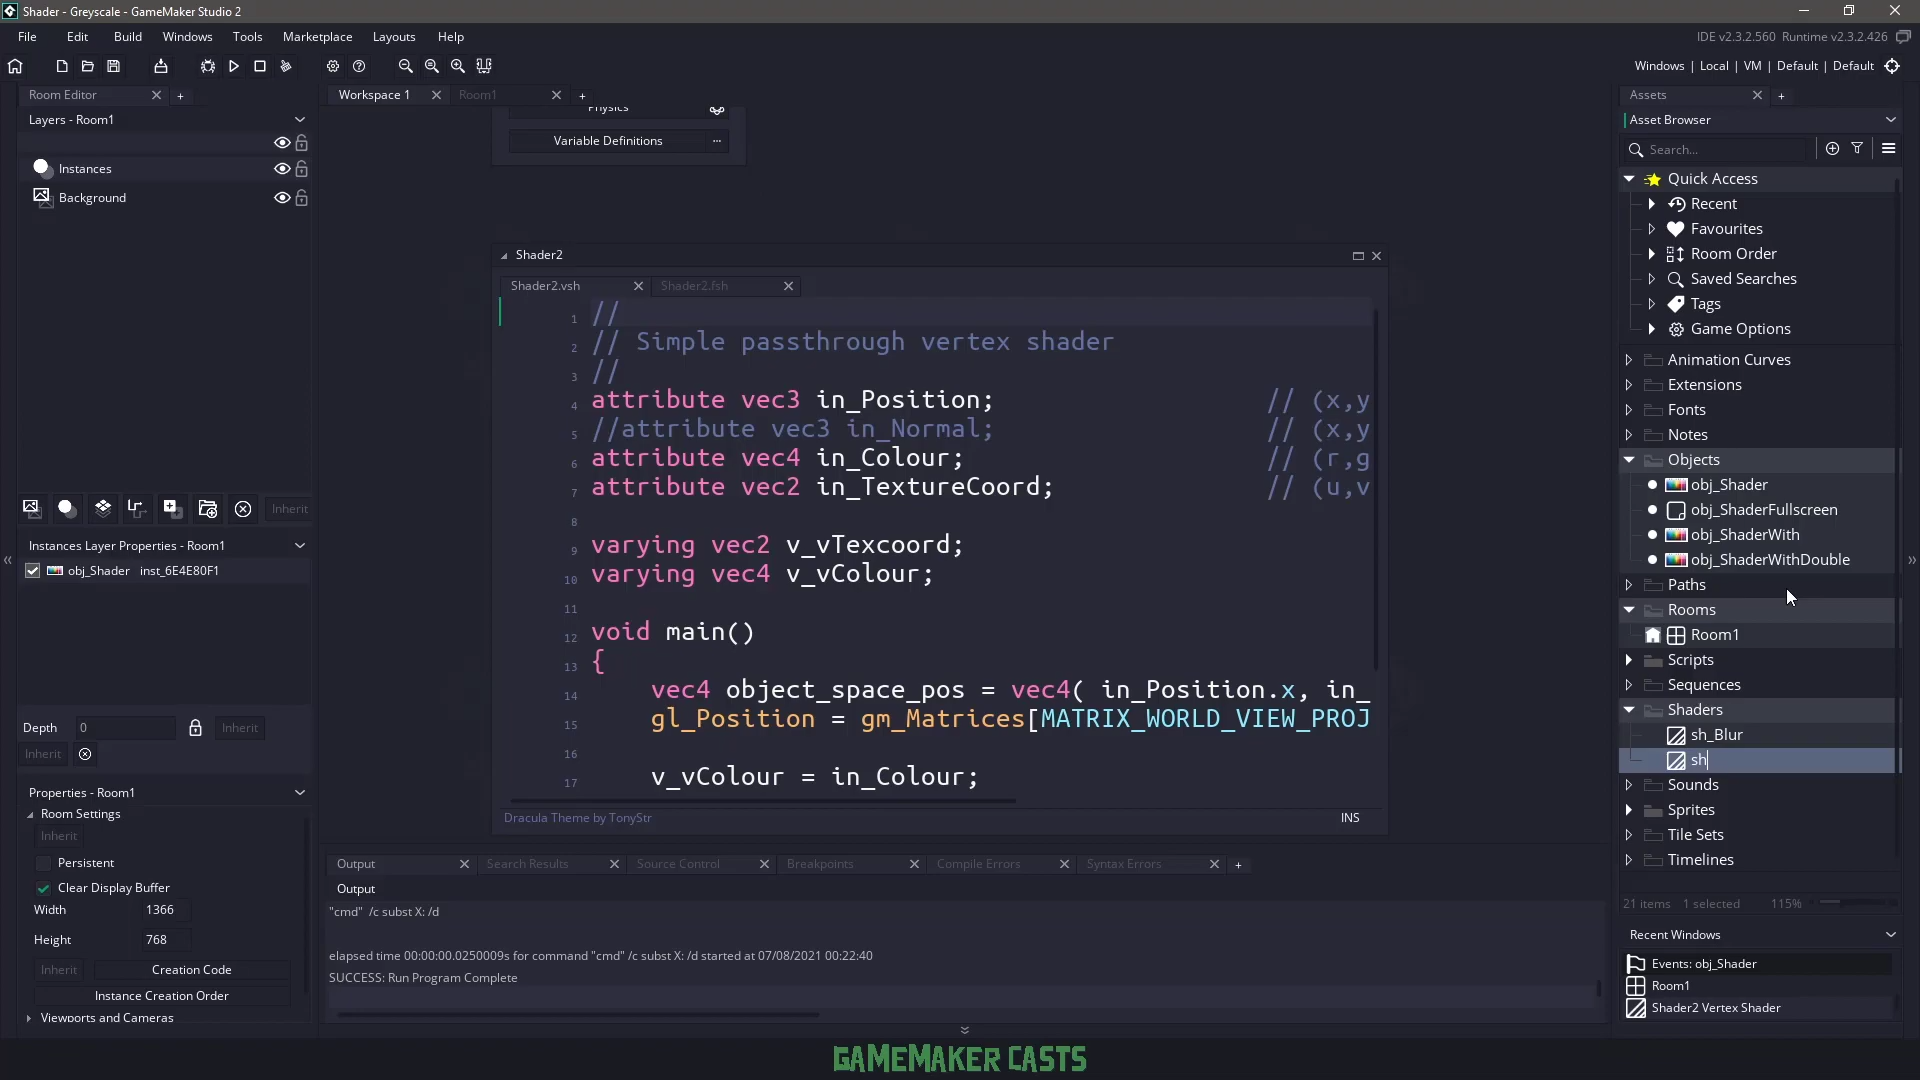 Shader - Greyscale - GameMaker Studio 2
File Edit Build Windows Tools Marketplace Layouts Help
IDE v2.3.2.560 Runtime v2.3.2.426
Windows | Local | VM | Default | Default
Room Editor
Layers - Room1
Instances
Background
Inherit
Instances Layer Properties - Room1
obj_Shader inst_6E4E80F1
Depth 0 Inherit
Inherit
Properties - Room1
Room Settings
Inherit
Persistent
Clear Display Buffer
Width 1366
Height 768
Inherit Creation Code
Instance Creation Order
Viewports and Cameras
Workspace 1 Room1
Physics
Variable Definitions ...
Shader2
Shader2.vsh Shader2.fsh
1 //
2 // Simple passthrough vertex shader
3 //
4 attribute vec3 in_Position; // (x,y
5 //attribute vec3 in_Normal; // (x,y
6 attribute vec4 in_Colour; // (r,g
7 attribute vec2 in_TextureCoord; // (u,v
8
9 varying vec2 v_vTexcoord;
10 varying vec4 v_vColour;
11
12 void main()
13 {
14 vec4 object_space_pos = vec4( in_Position.x, in_
15 gl_Position = gm_Matrices[MATRIX_WORLD_VIEW_PROJ
16
17 v_vColour = in_Colour;
Dracula Theme by TonyStr INS
Output Search Results Source Control Breakpoints Compile Errors Syntax Errors
Output
"cmd" /c subst X: /d
elapsed time 00:00:00.0250009s for command "cmd" /c subst X: /d started at 07/08/2021 00:22:40
SUCCESS: Run Program Complete
Assets
Asset Browser
Search...
Quick Access
Recent
Favourites
Room Order
Saved Searches
Tags
Game Options
Animation Curves
Extensions
Fonts
Notes
Objects
obj_Shader
obj_ShaderFullscreen
obj_ShaderWith
obj_ShaderWithDouble
Paths
Rooms
Room1
Scripts
Sequences
Shaders
sh_Blur
sh
Sounds
Sprites
Tile Sets
Timelines
21 items 1 selected 115%
Recent Windows
Events: obj_Shader
Room1
Shader2 Vertex Shader
GAMEMAKER CASTS